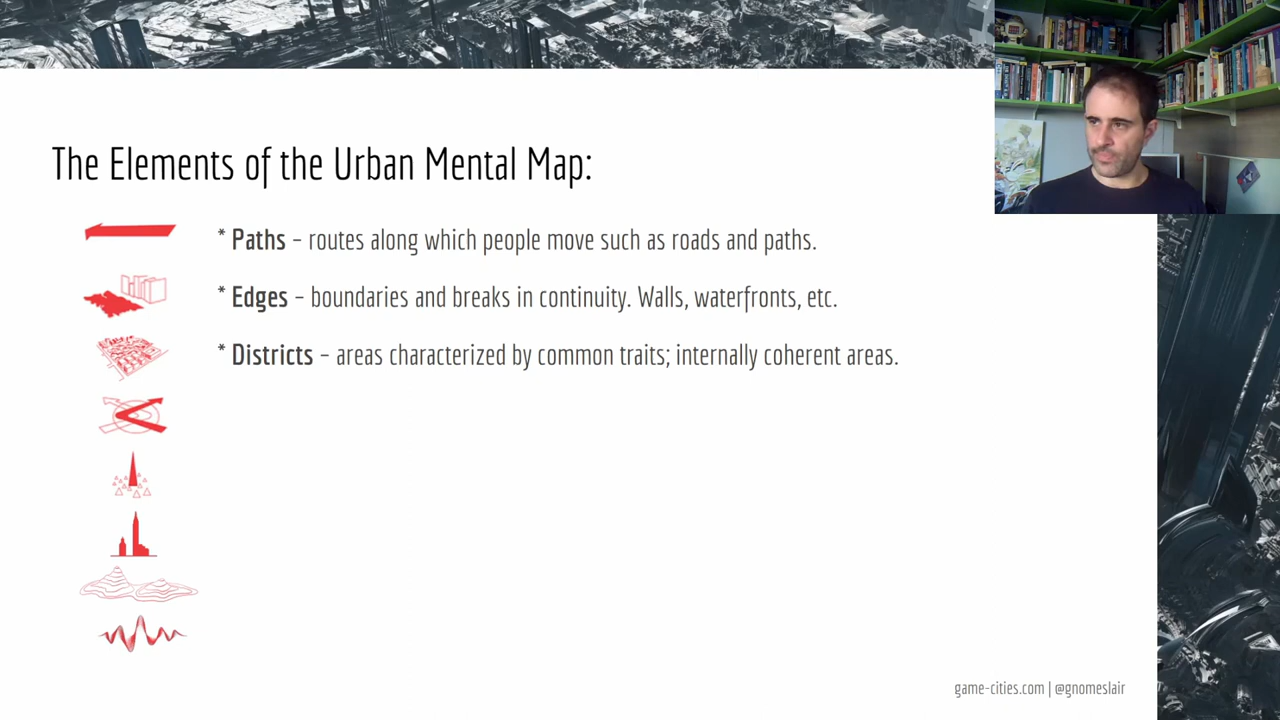 The Elements of the Urban Mental Map:
* Paths – routes along which people move such as roads and paths.
* Edges – boundaries and breaks in continuity. Walls, waterfronts, etc.
* Districts – areas characterized by common traits; internally coherent areas.
game-cities.com | @gnomeslair